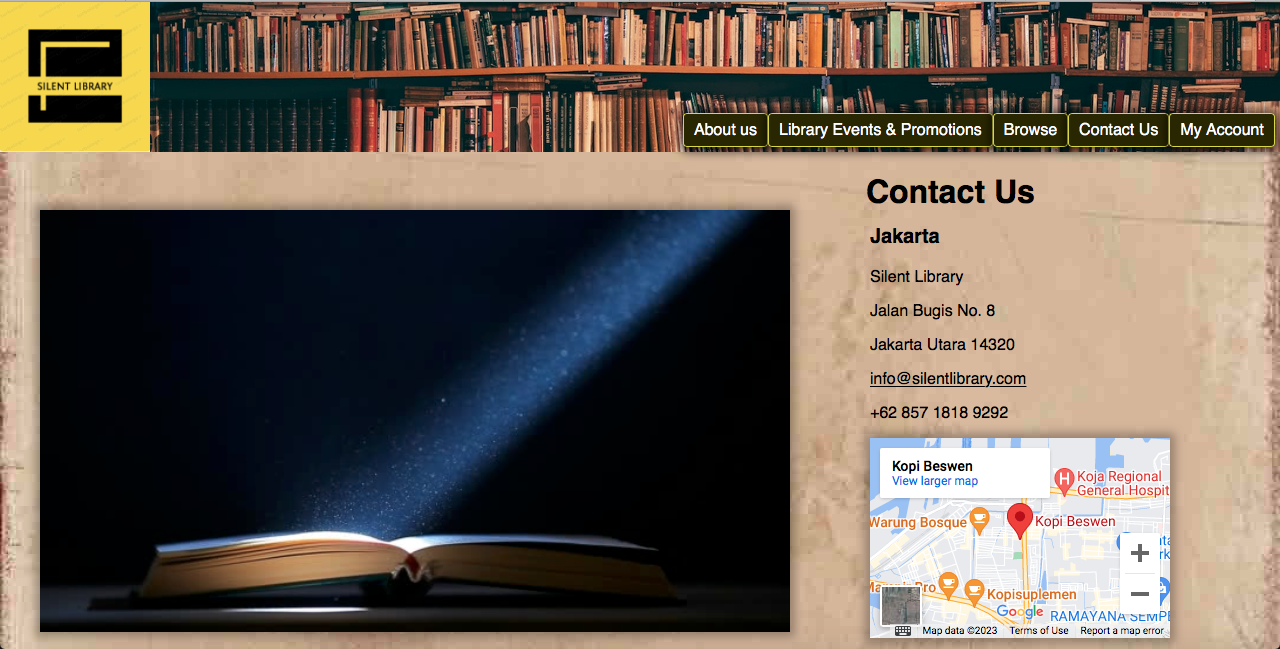 SILENT LIBRARY
About us
Library Events & Promotions
Browse
Contact Us
My Account
Contact Us
Jakarta
Silent Library
Jalan Bugis No. 8
Jakarta Utara 14320
info@silentlibrary.com
+62 857 1818 9292
Kopi Beswen
View larger map
Koja Regional
General Hospit
Warung Bosque
Kopi Beswen
Pro
Kopisuplemen
Google
RAMAYANA SEMPE
Map data ©2023
Terms of Use
Report a map error